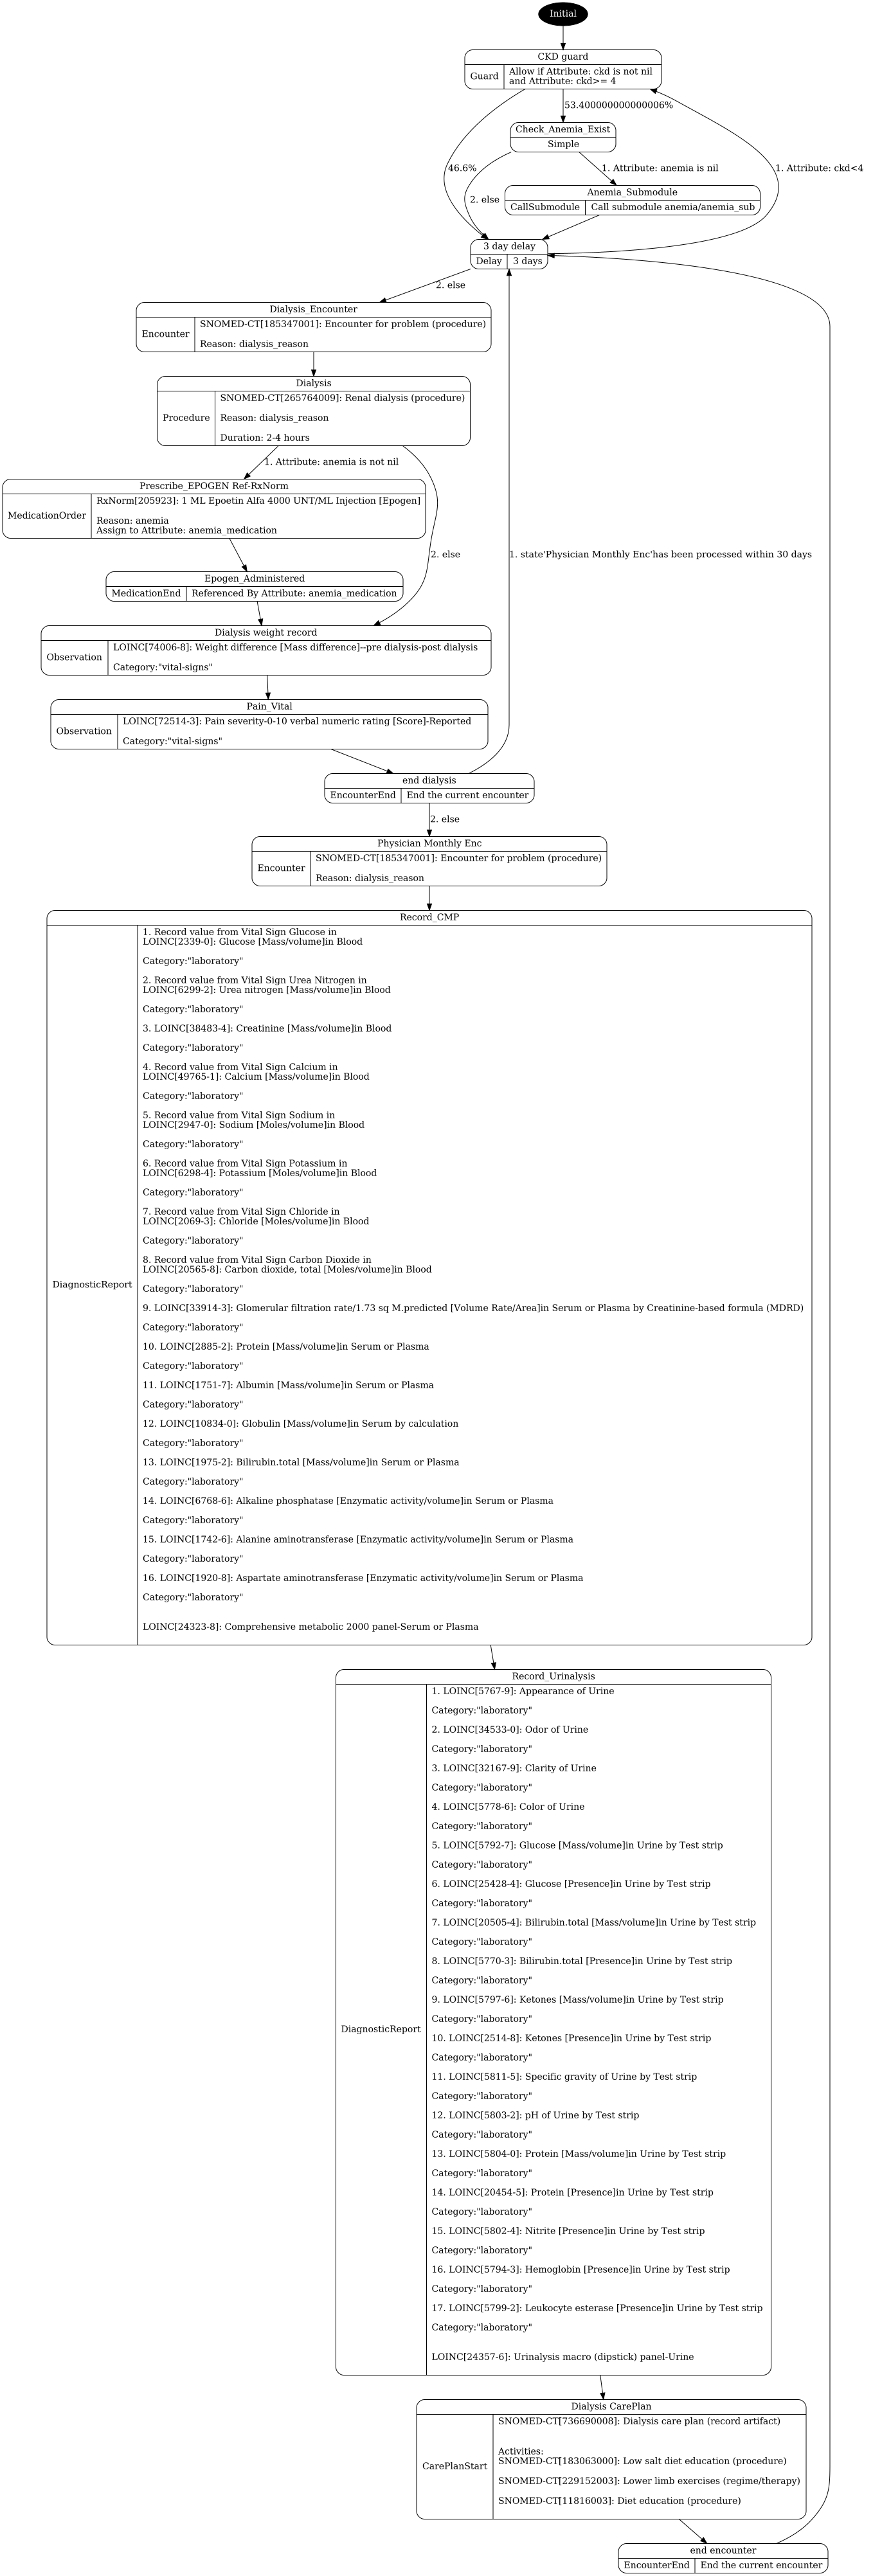 Initial
CKD guard
Guard
Allow if Attribute: ckd is not nil
and Attribute: ckd>= 4
53.400000000000006%
Check_Anemia_Exist
Simple
46.6%
1. Attribute: anemia is nil
1. Attribute: ckd<4
Anemia_Submodule
CallSubmodule
Call submodule anemia/anemia_sub
2. else
3 day delay
Delay
3 days
2. else
Dialysis_Encounter
Encounter
SNOMED-CT[185347001]: Encounter for problem (procedure)
Reason: dialysis_reason
Dialysis
Procedure
SNOMED-CT[265764009]: Renal dialysis (procedure)
Reason: dialysis_reason
Duration: 2-4 hours
1. Attribute: anemia is not nil
Prescribe_EPOGEN Ref-RxNorm
MedicationOrder
RxNorm[205923]: 1 ML Epoetin Alfa 4000 UNT/ML Injection [Epogen]
Reason: anemia
Assign to Attribute: anemia_medication
2. else
1. state'Physician Monthly Enc'has been processed within 30 days
Epogen_Administered
MedicationEnd
Referenced By Attribute: anemia_medication
Dialysis weight record
Observation
LOINC[74006-8]: Weight difference [Mass difference]--pre dialysis-post dialysis
Category:"vital-signs"
Pain_Vital
Observation
LOINC[72514-3]: Pain severity-0-10 verbal numeric rating [Score]-Reported
Category:"vital-signs"
end dialysis
EncounterEnd
End the current encounter
2. else
Physician Monthly Enc
Encounter
SNOMED-CT[185347001]: Encounter for problem (procedure)
Reason: dialysis_reason
Record_CMP
DiagnosticReport
1. Record value from Vital Sign Glucose in
LOINC[2339-0]: Glucose [Mass/volume]in Blood
Category:"laboratory"
2. Record value from Vital Sign Urea Nitrogen in
LOINC[6299-2]: Urea nitrogen [Mass/volume]in Blood
Category:"laboratory"
3. LOINC[38483-4]: Creatinine [Mass/volume]in Blood
Category:"laboratory"
4. Record value from Vital Sign Calcium in
LOINC[49765-1]: Calcium [Mass/volume]in Blood
Category:"laboratory"
5. Record value from Vital Sign Sodium in
LOINC[2947-0]: Sodium [Moles/volume]in Blood
Category:"laboratory"
6. Record value from Vital Sign Potassium in
LOINC[6298-4]: Potassium [Moles/volume]in Blood
Category:"laboratory"
7. Record value from Vital Sign Chloride in
LOINC[2069-3]: Chloride [Moles/volume]in Blood
Category:"laboratory"
8. Record value from Vital Sign Carbon Dioxide in
LOINC[20565-8]: Carbon dioxide, total [Moles/volume]in Blood
Category:"laboratory"
9. LOINC[33914-3]: Glomerular filtration rate/1.73 sq M.predicted [Volume Rate/Area]in Serum or Plasma by Creatinine-based formula (MDRD)
Category:"laboratory"
10. LOINC[2885-2]: Protein [Mass/volume]in Serum or Plasma
Category:"laboratory"
11. LOINC[1751-7]: Albumin [Mass/volume]in Serum or Plasma
Category:"laboratory"
12. LOINC[10834-0]: Globulin [Mass/volume]in Serum by calculation
Category:"laboratory"
13. LOINC[1975-2]: Bilirubin.total [Mass/volume]in Serum or Plasma
Category:"laboratory"
14. LOINC[6768-6]: Alkaline phosphatase [Enzymatic activity/volume]in Serum or Plasma
Category:"laboratory"
15. LOINC[1742-6]: Alanine aminotransferase [Enzymatic activity/volume]in Serum or Plasma
Category:"laboratory"
16. LOINC[1920-8]: Aspartate aminotransferase [Enzymatic activity/volume]in Serum or Plasma
Category:"laboratory"
LOINC[24323-8]: Comprehensive metabolic 2000 panel-Serum or Plasma
Record_Urinalysis
DiagnosticReport
1. LOINC[5767-9]: Appearance of Urine
Category:"laboratory"
2. LOINC[34533-0]: Odor of Urine
Category:"laboratory"
3. LOINC[32167-9]: Clarity of Urine
Category:"laboratory"
4. LOINC[5778-6]: Color of Urine
Category:"laboratory"
5. LOINC[5792-7]: Glucose [Mass/volume]in Urine by Test strip
Category:"laboratory"
6. LOINC[25428-4]: Glucose [Presence]in Urine by Test strip
Category:"laboratory"
7. LOINC[20505-4]: Bilirubin.total [Mass/volume]in Urine by Test strip
Category:"laboratory"
8. LOINC[5770-3]: Bilirubin.total [Presence]in Urine by Test strip
Category:"laboratory"
9. LOINC[5797-6]: Ketones [Mass/volume]in Urine by Test strip
Category:"laboratory"
10. LOINC[2514-8]: Ketones [Presence]in Urine by Test strip
Category:"laboratory"
11. LOINC[5811-5]: Specific gravity of Urine by Test strip
Category:"laboratory"
12. LOINC[5803-2]: pH of Urine by Test strip
Category:"laboratory"
13. LOINC[5804-0]: Protein [Mass/volume]in Urine by Test strip
Category:"laboratory"
14. LOINC[20454-5]: Protein [Presence]in Urine by Test strip
Category:"laboratory"
15. LOINC[5802-4]: Nitrite [Presence]in Urine by Test strip
Category:"laboratory"
16. LOINC[5794-3]: Hemoglobin [Presence]in Urine by Test strip
Category:"laboratory"
17. LOINC[5799-2]: Leukocyte esterase [Presence]in Urine by Test strip
Category:"laboratory"
LOINC[24357-6]: Urinalysis macro (dipstick) panel-Urine
Dialysis CarePlan
CarePlanStart
SNOMED-CT[736690008]: Dialysis care plan (record artifact)
Activities:
SNOMED-CT[183063000]: Low salt diet education (procedure)
SNOMED-CT[229152003]: Lower limb exercises (regime/therapy)
SNOMED-CT[11816003]: Diet education (procedure)
end encounter
EncounterEnd
End the current encounter